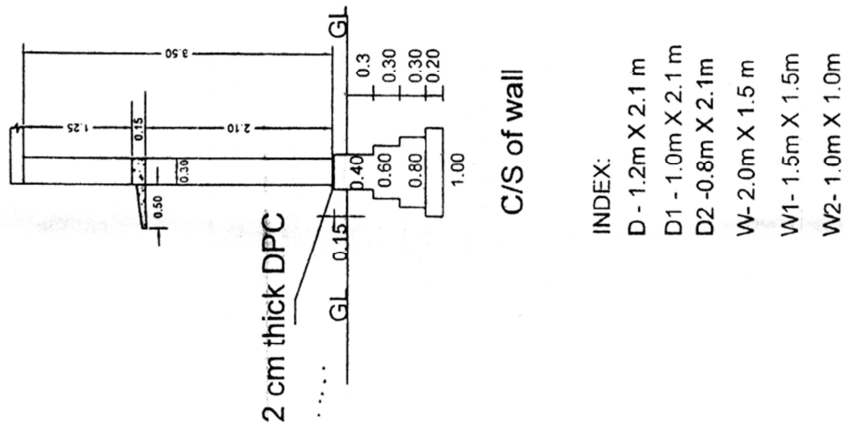 3.50
1.25
0.15
2.10
0.30
0.50
GL
0.3
0.30
0.30
0.20
0.40
0.60
0.80
1.00
0.15
GL
2 cm thick DPC
C/S of wall
INDEX:
D - 1.2m X 2.1 m
D1 - 1.0m X 2.1 m
D2 -0.8m X 2.1m
W- 2.0m X 1.5 m
W1- 1.5m X 1.5m
W2- 1.0m X 1.0m